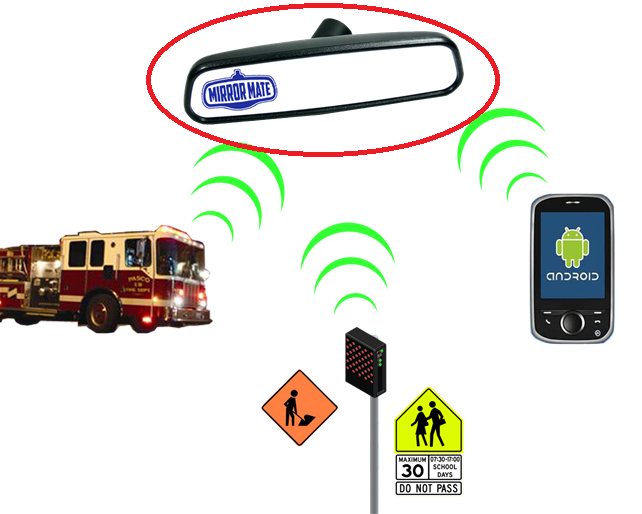 MIRROR MATE
PASCO
ANDROID
MAXIMUM
30
07:30-17:00
SCHOOL
DAYS
DO NOT PASS